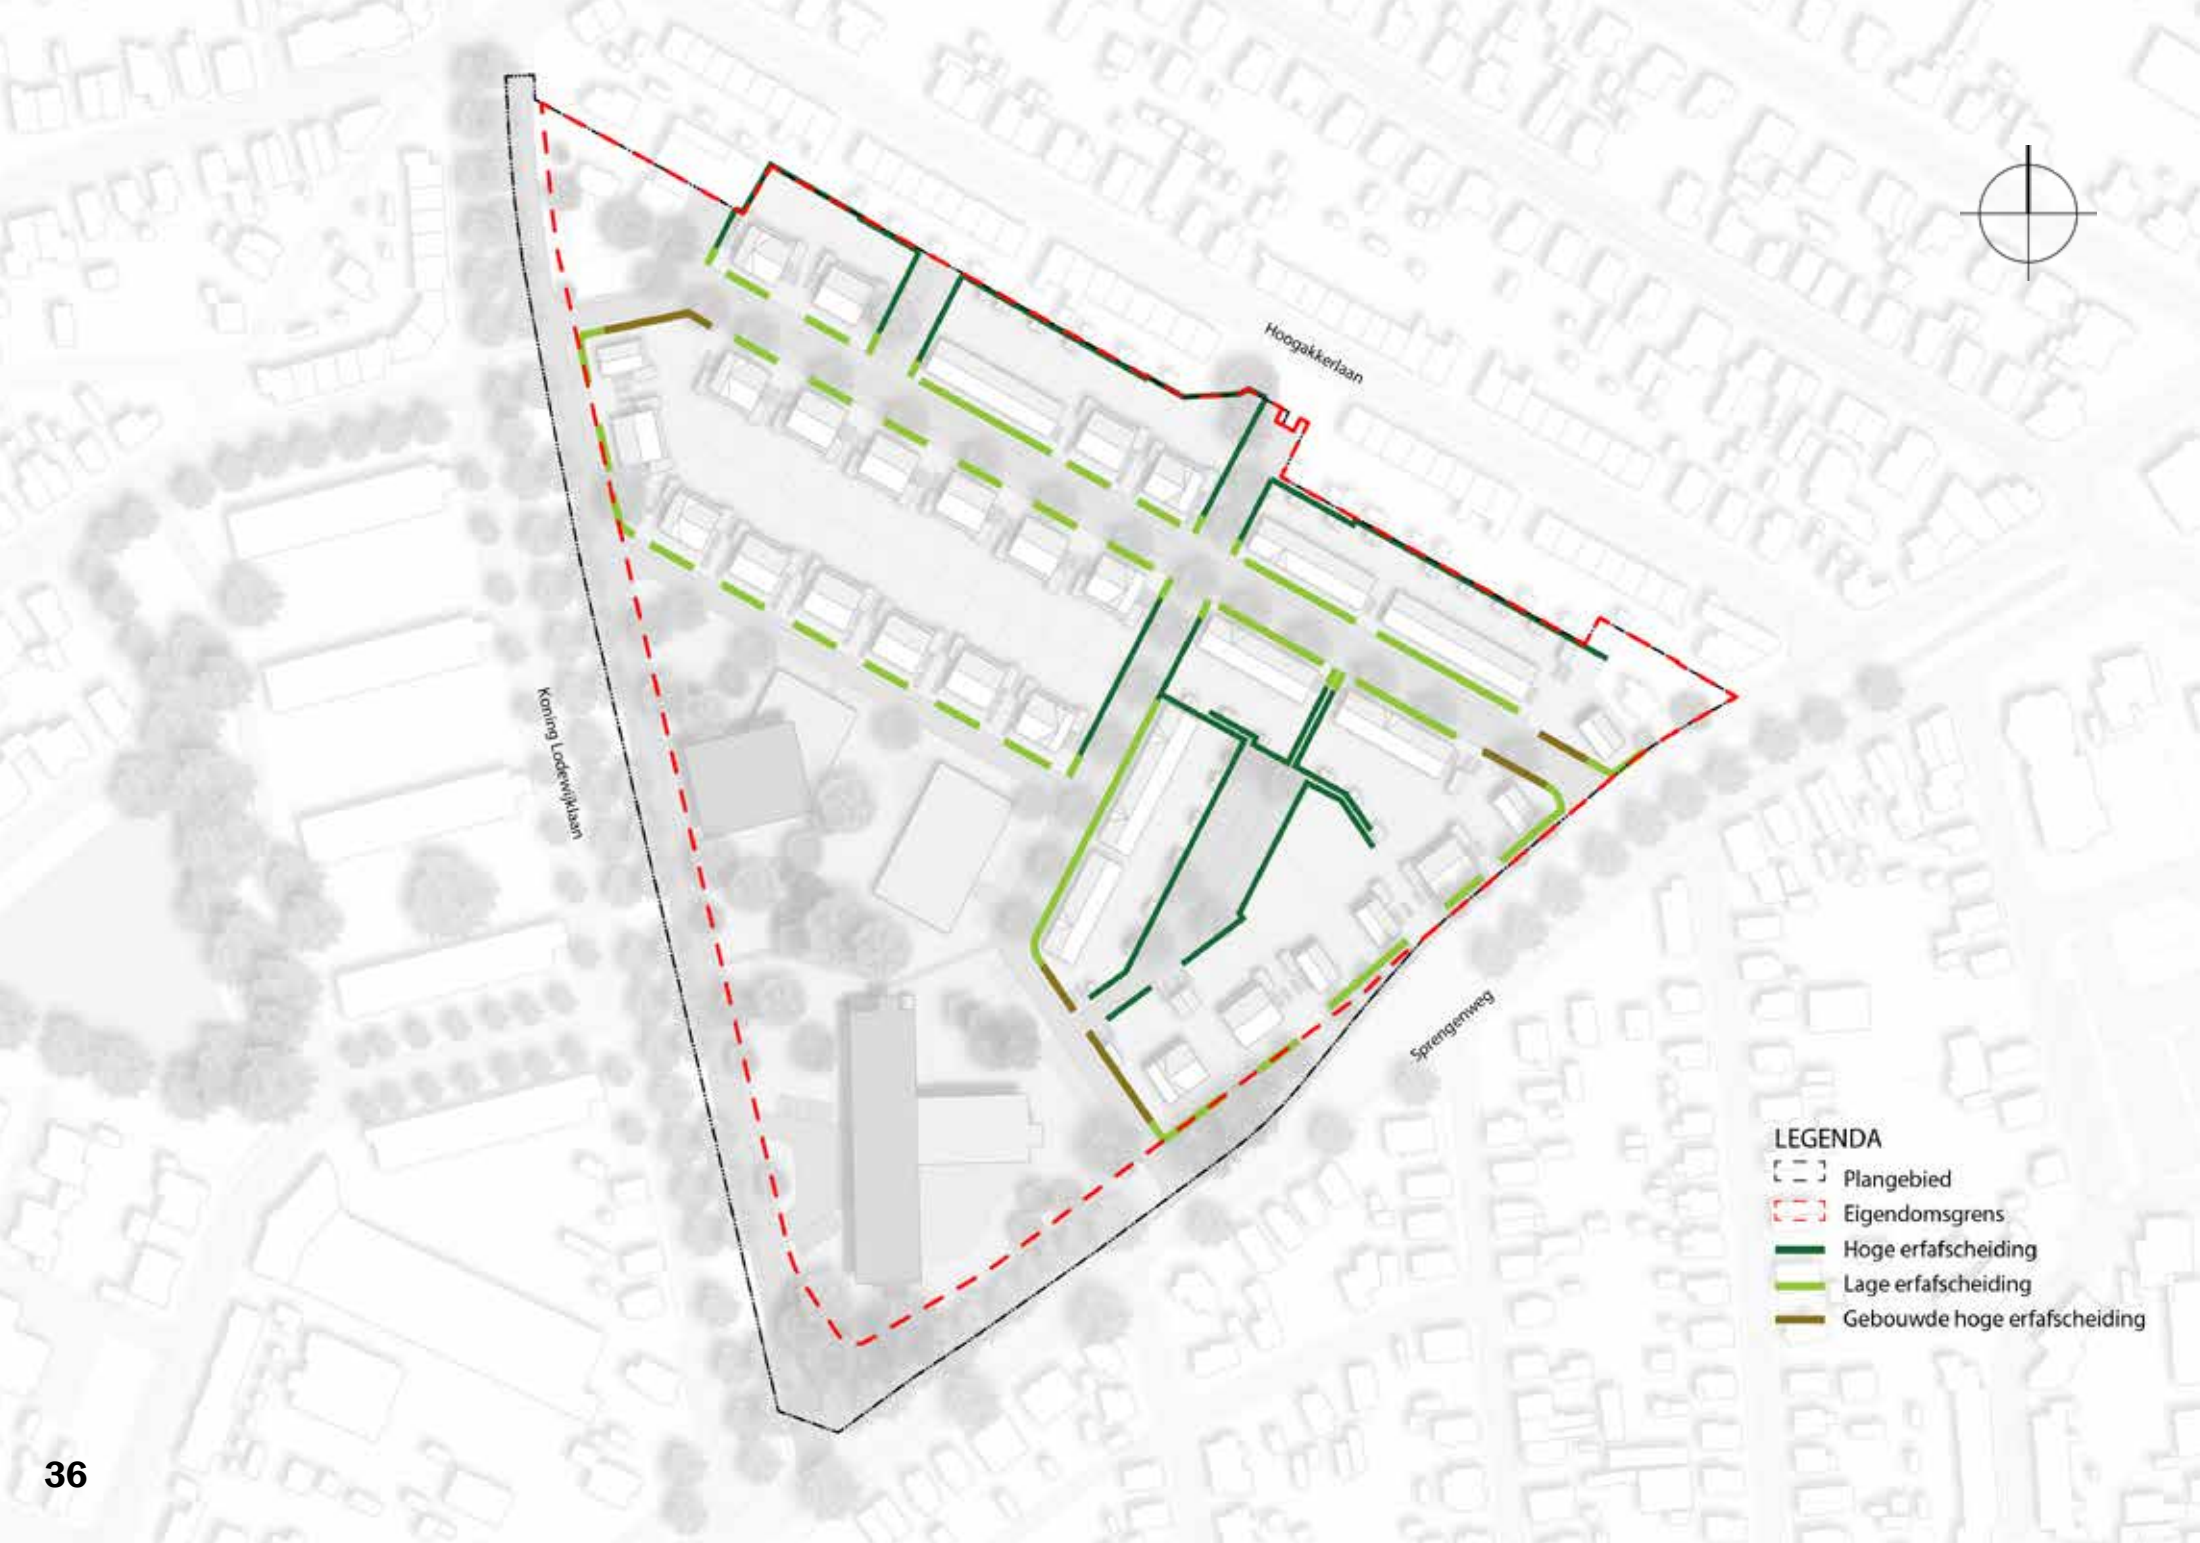 Hoogakkerlaan
Koning Lodewijklaan
Sprengenweg
LEGENDA
Plangebied
Eigendomsgrens
Hoge erfafscheiding
Lage erfafscheiding
Gebouwde hoge erfafscheiding
36